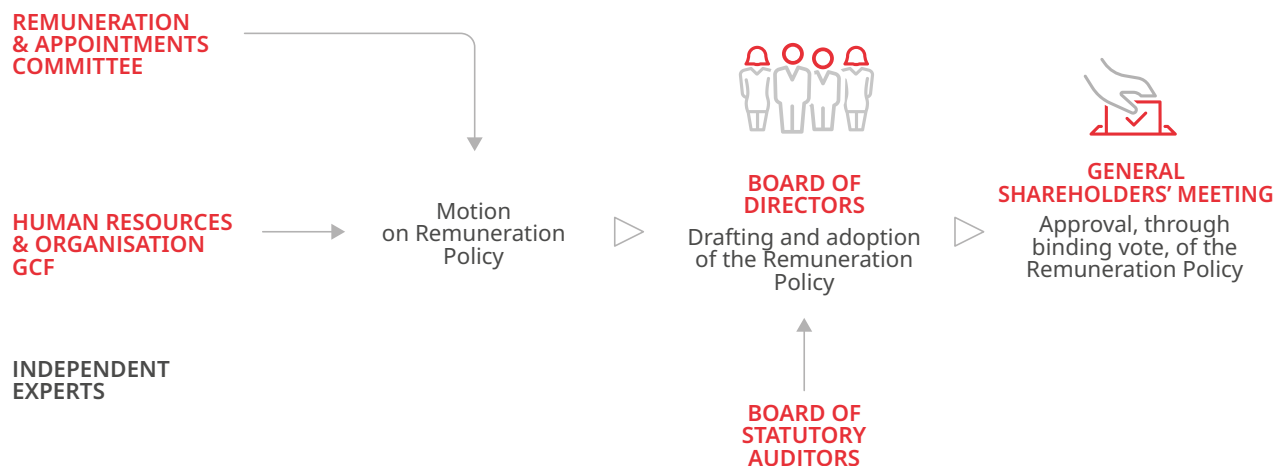 REMUNERATION
& APPOINTMENTS
COMMITTEE
HUMAN RESOURCES
& ORGANISATION
GCF
INDEPENDENT
EXPERTS
Motion
on Remuneration
Policy
BOARD OF
DIRECTORS
Drafting and adoption
of the Remuneration
Policy
BOARD OF
STATUTORY
AUDITORS
GENERAL
SHAREHOLDERS’ MEETING
Approval, through
binding vote, of the
Remuneration Policy